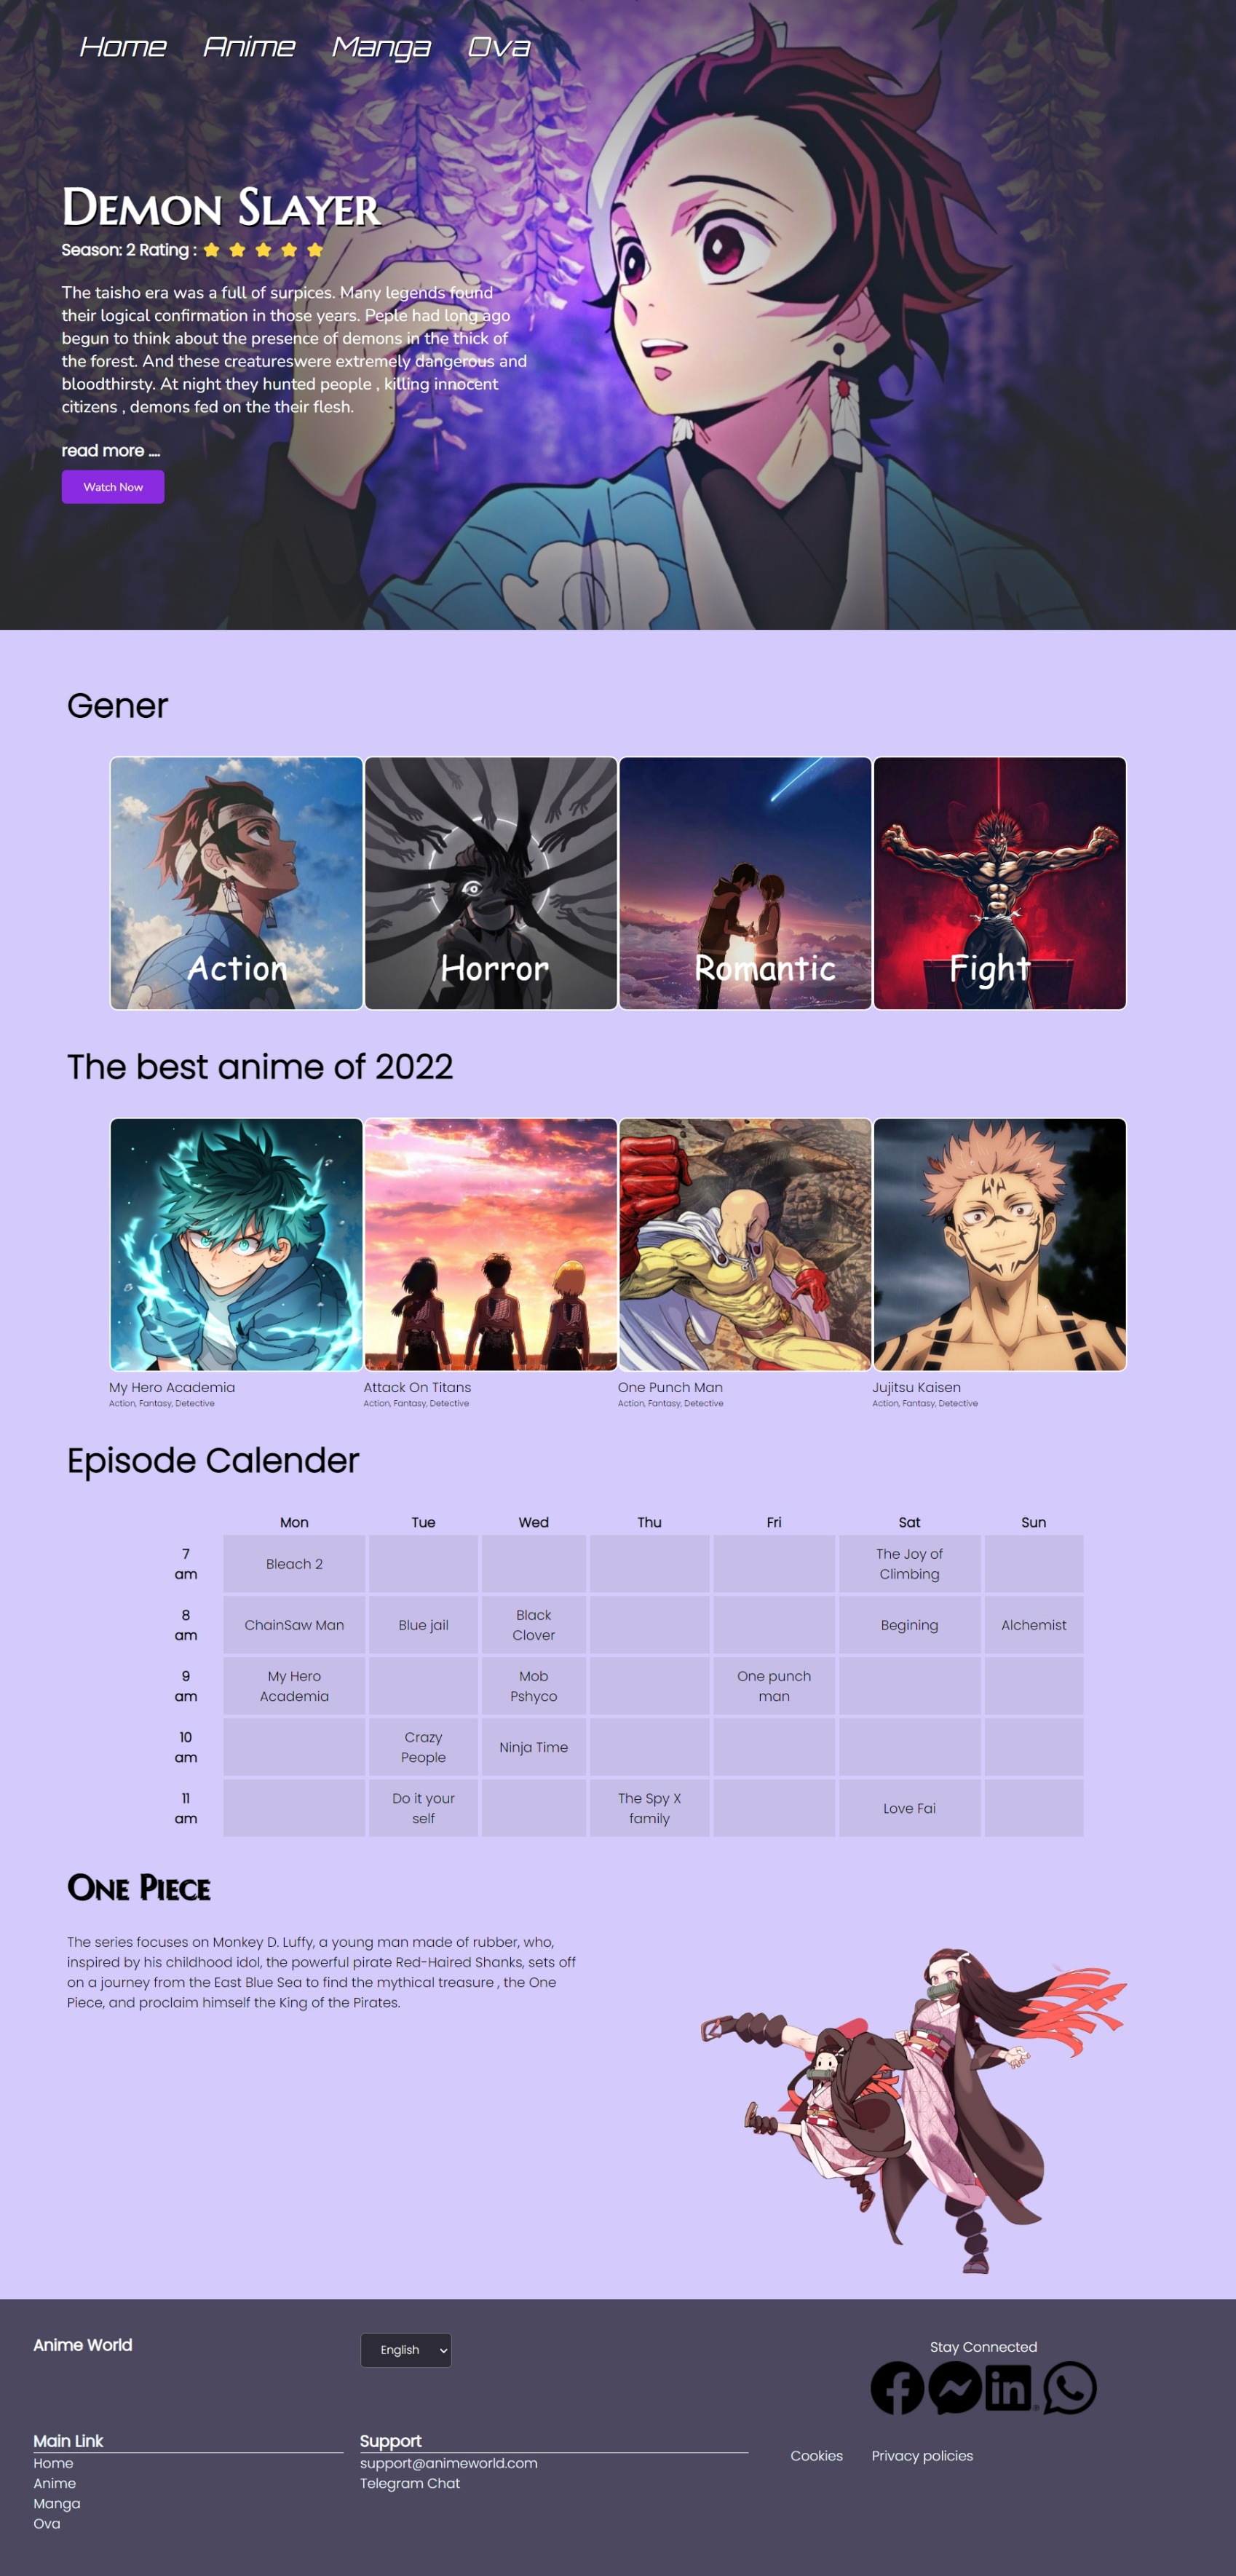 Home Anime Manga Ova
Demon Slayer
Season: 2 Rating :
The taisho era was a full of surpices. Many legends found
their logical confirmation in those years. Peple had long ago
begun to think about the presence of demons in the thick of
the forest. And these creatureswere extremely dangerous and
bloodthirsty. At night they hunted people , killing innocent
citizens , demons fed on the their flesh.
read more ....
Watch Now
Gener
Action Horror Romantic Fight
The best anime of 2022
My Hero Academia Attack On Titans One Punch Man Jujitsu Kaisen
Action, Fantasy, Detective Action, Fantasy, Detective Action, Fantasy, Detective Action, Fantasy, Detective
Episode Calender
Mon Tue Wed Thu Fri Sat Sun
7 am Bleach 2 The Joy of Climbing
8 am ChainSaw Man Blue jail Black Clover Begining Alchemist
9 am My Hero Academia Mob Pshyco One punch man
10 am Crazy People Ninja Time
11 am Do it your self The Spy X family Love Fai
One Piece
The series focuses on Monkey D. Luffy, a young man made of rubber, who,
inspired by his childhood idol, the powerful pirate Red-Haired Shanks, sets off
on a journey from the East Blue Sea to find the mythical treasure , the One
Piece, and proclaim himself the King of the Pirates.
Anime World English Stay Connected
Main Link
Home
Anime
Manga
Ova
Support
support@animeworld.com
Telegram Chat
Cookies Privacy policies